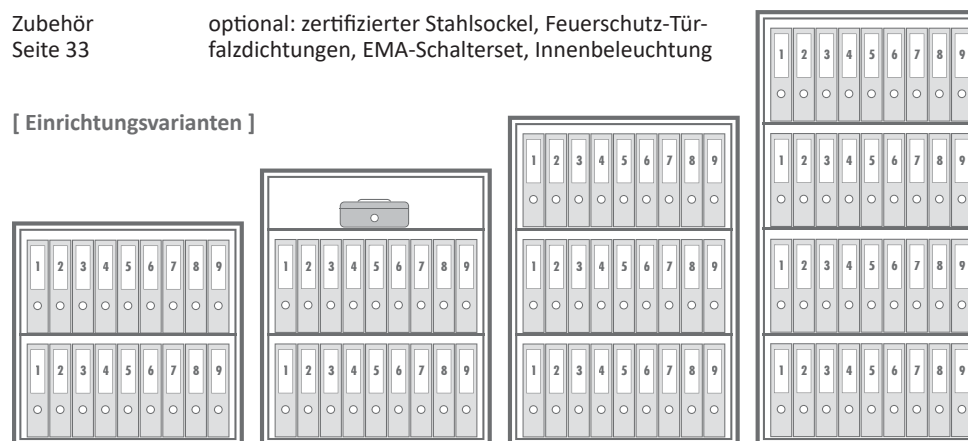 Zubehör optional: zertifizierter Stahlsockel, Feuerschutz-Tür-
Seite 33 falzdichtungen, EMA-Schalterset, Innenbeleuchtung
[ Einrichtungsvarianten ]
1 2 3 4 5 6 7 8 9
1 2 3 4 5 6 7 8 9
1 2 3 4 5 6 7 8 9
1 2 3 4 5 6 7 8 9
1 2 3 4 5 6 7 8 9
1 2 3 4 5 6 7 8 9
1 2 3 4 5 6 7 8 9
1 2 3 4 5 6 7 8 9
1 2 3 4 5 6 7 8 9
1 2 3 4 5 6 7 8 9
1 2 3 4 5 6 7 8 9